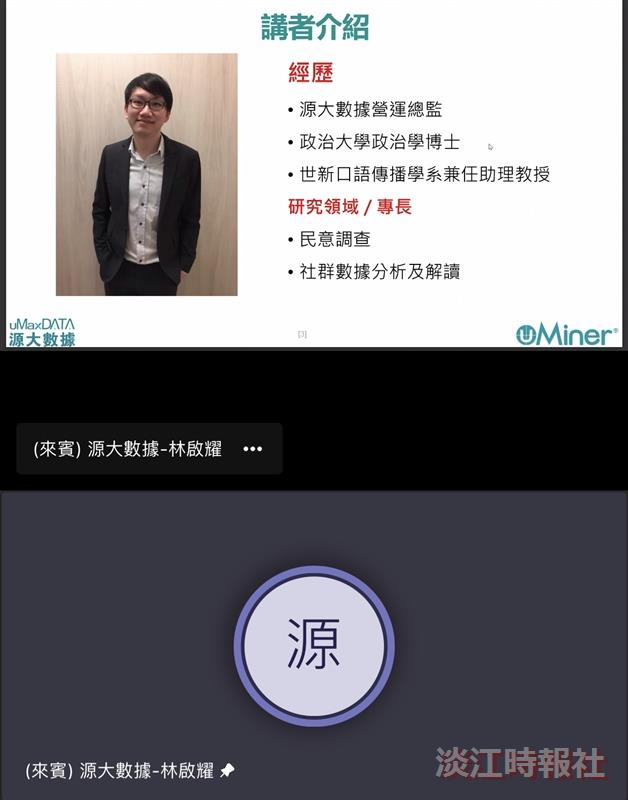 講者介紹
經歷
• 源大數據營運總監
• 政治大學政治學博士
• 世新口語傳播學系兼任助理教授
研究領域 / 專長
• 民意調查
• 社群數據分析及解讀
uMaxDATA
源大數據
[3]
uMiner®
(來賓) 源大數據-林啟耀 •••
源
(來賓) 源大數據-林啟耀
淡江時報社